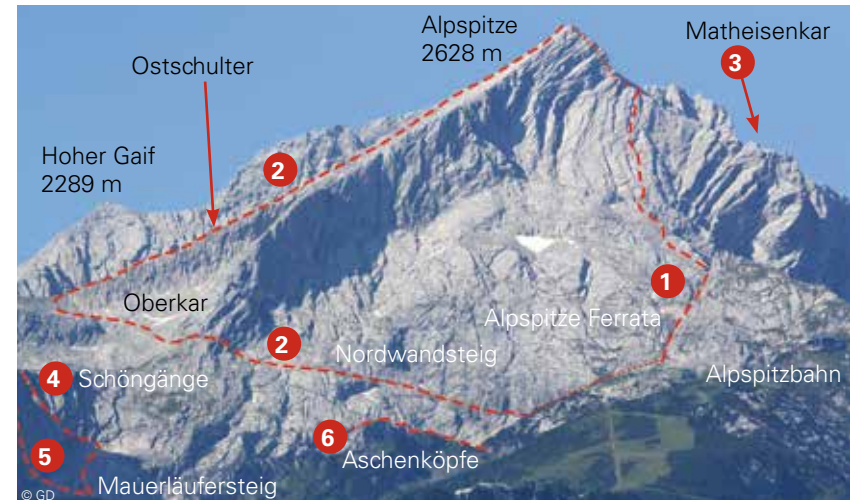 Alpspitze
2628 m
Matheisenkar
3
Ostschulter
Hoher Gaif
2289 m
2
Oberkar
1
Alpspitze Ferrata
2
Nordwandsteig
Alpspitzbahn
4 Schöngänge
6
Aschenköpfe
5
Mauerläufersteig
© GD